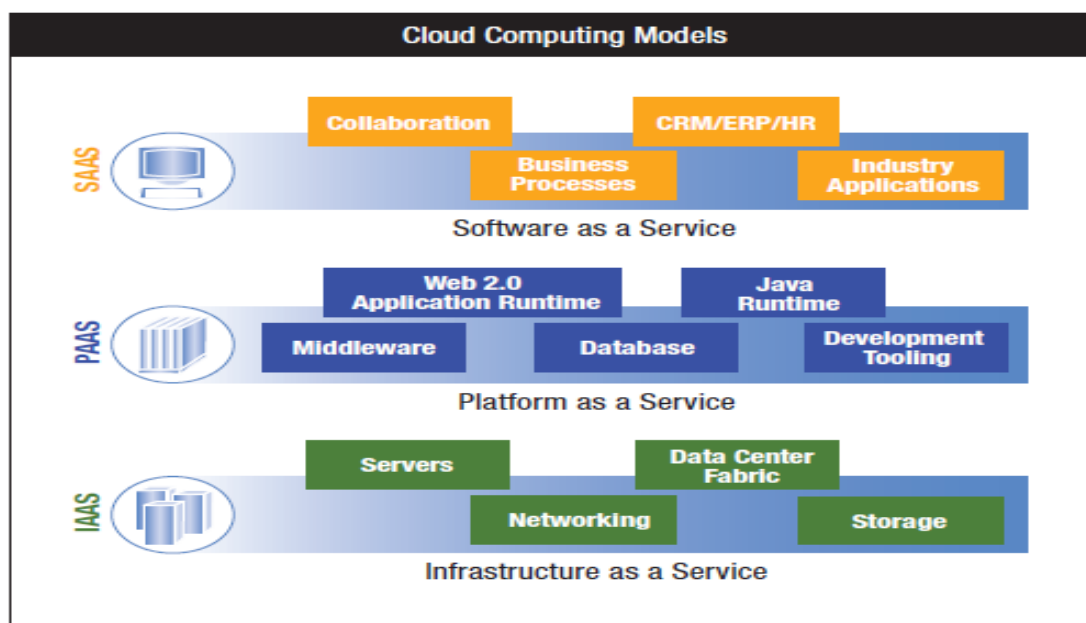 Cloud Computing Models
SAAS
Collaboration
CRM/ERP/HR
Business
Processes
Industry
Applications
Software as a Service
PAAS
Web 2.0
Application Runtime
Java
Runtime
Middleware
Database
Development
Tooling
Platform as a Service
IAAS
Servers
Data Center
Fabric
Networking
Storage
Infrastructure as a Service